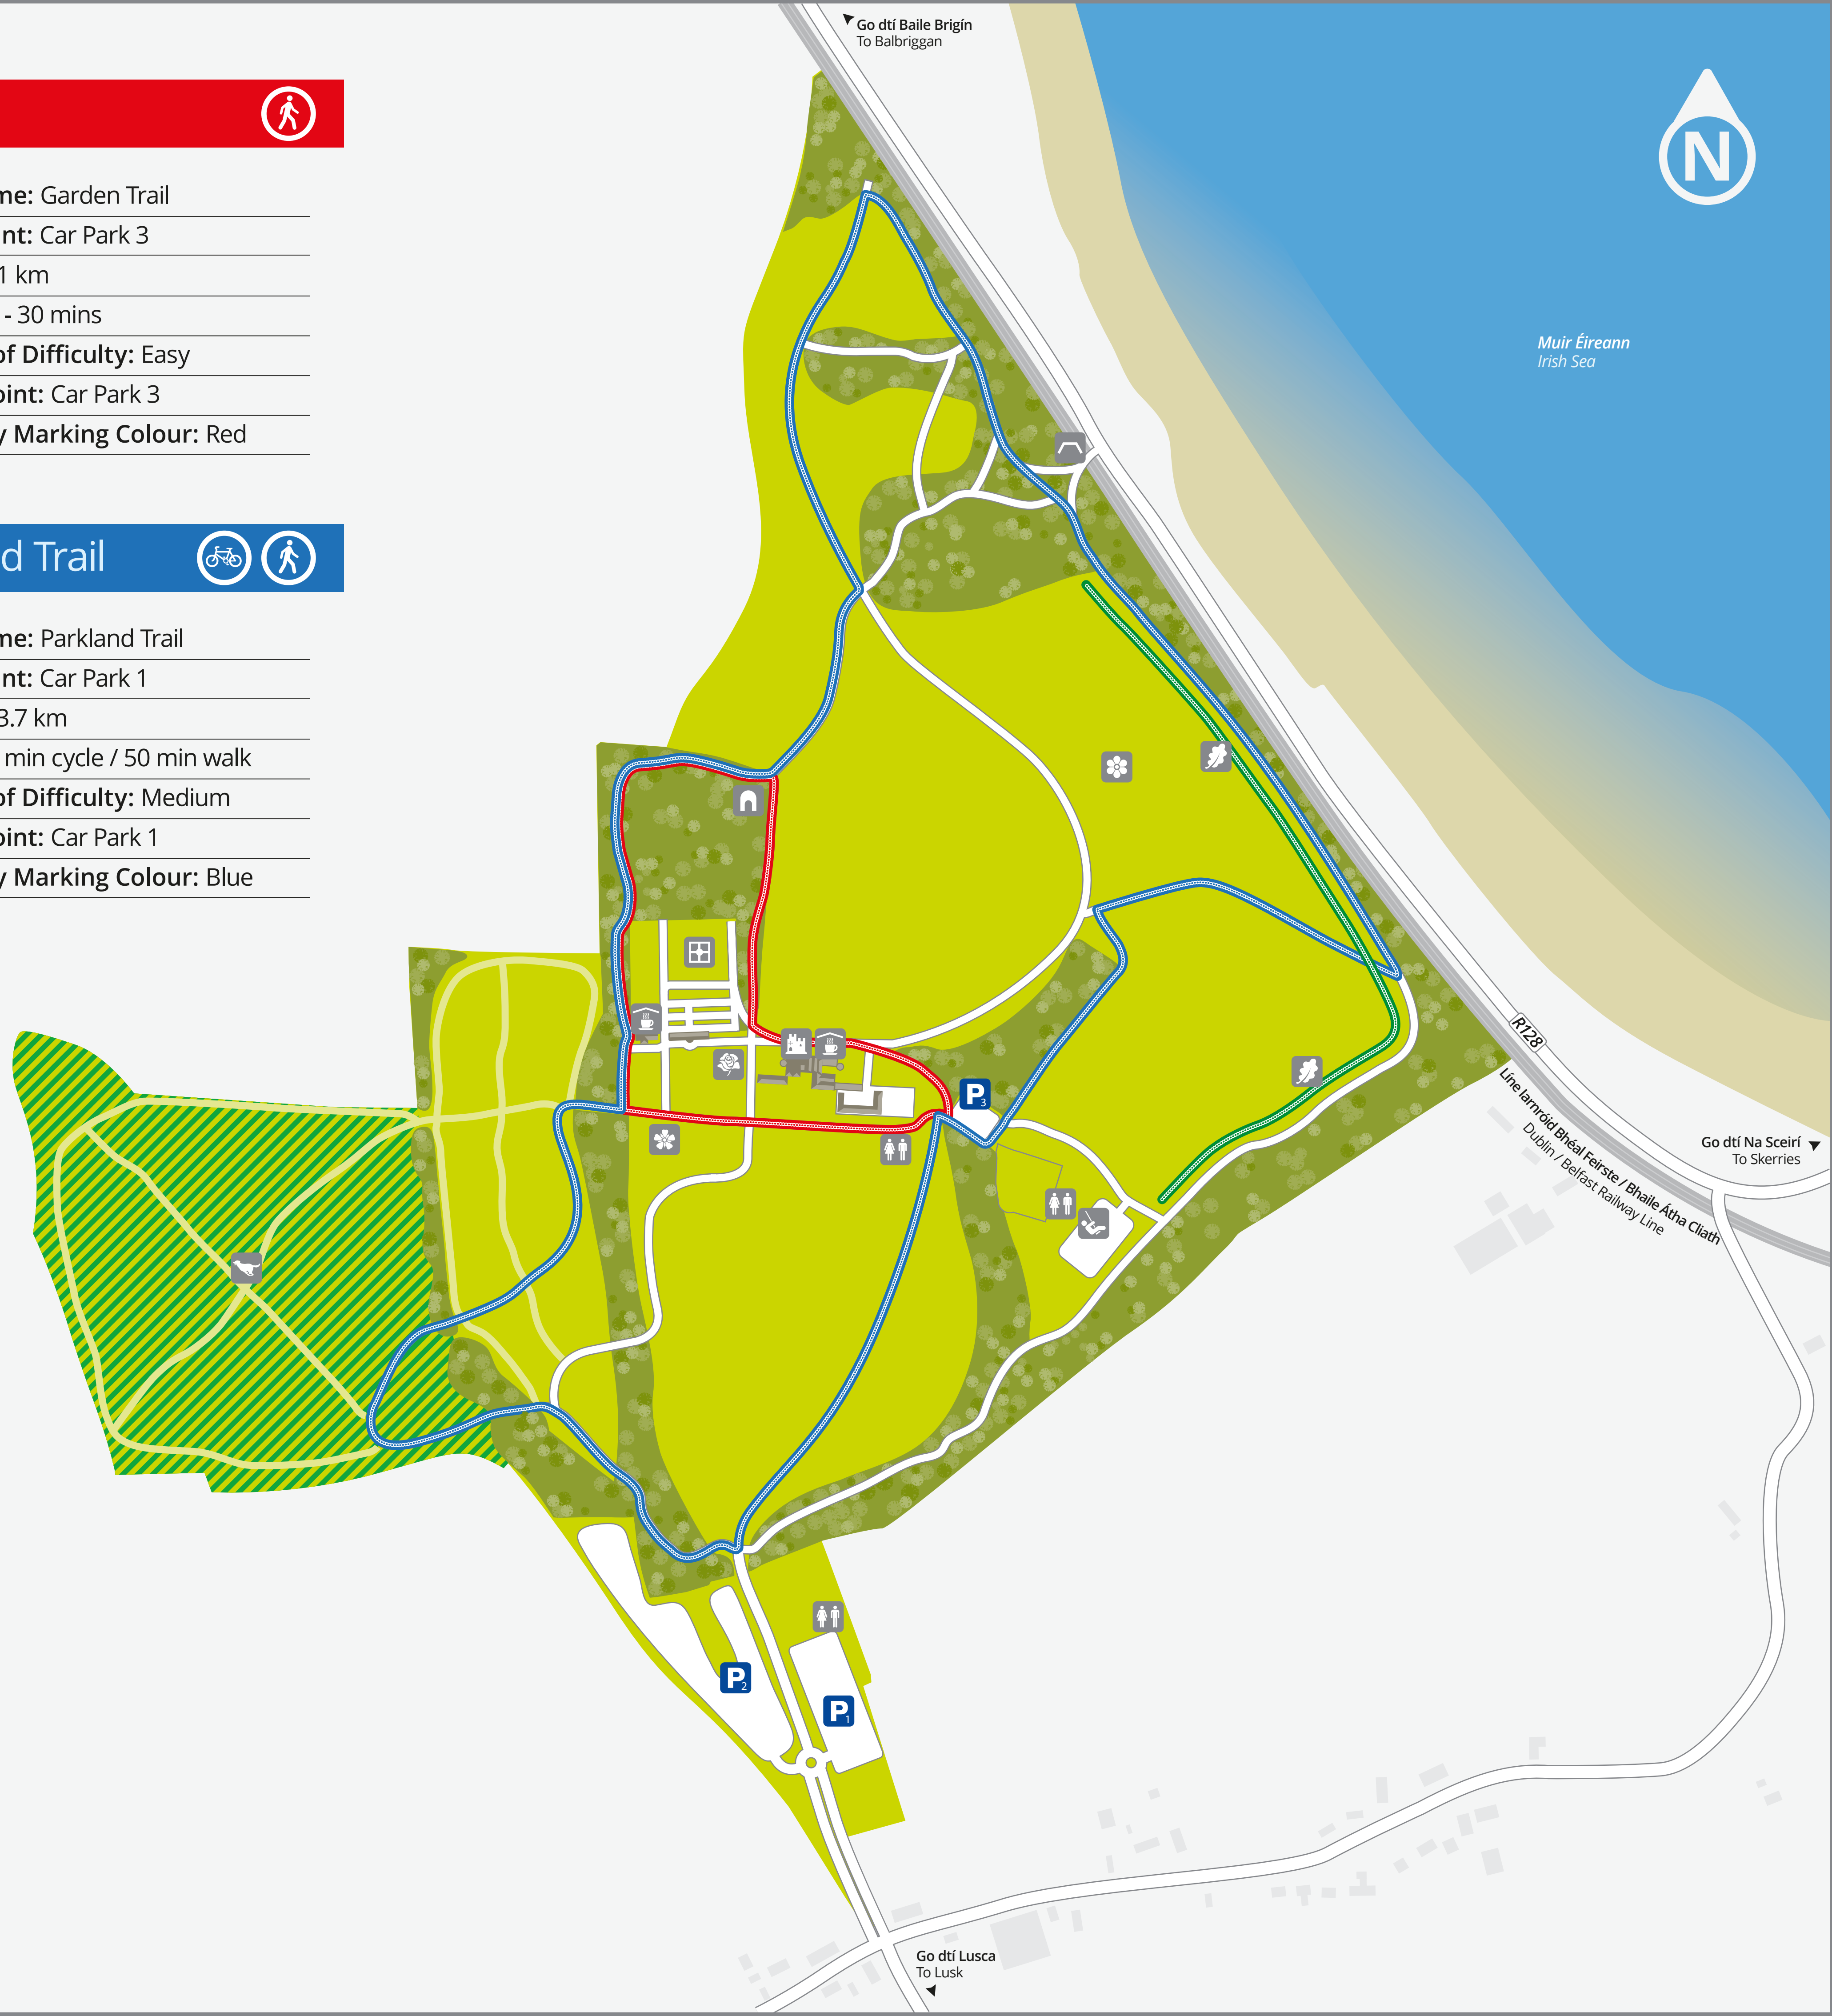 Go dtí Baile Brigín
To Balbriggan
N
me: Garden Trail
nt: Car Park 3
1 km
- 30 mins
of Difficulty: Easy
oint: Car Park 3
y Marking Colour: Red
Muir Éireann
Irish Sea
d Trail
me: Parkland Trail
nt: Car Park 1
3.7 km
min cycle / 50 min walk
of Difficulty: Medium
oint: Car Park 1
y Marking Colour: Blue
R128
Líne Iarnróid Bhéal Feirste / Bhaile Átha Cliath
Dublin / Belfast Railway Line
P3
Go dtí Na Sceirí
To Skerries
P2
P1
Go dtí Lusca
To Lusk